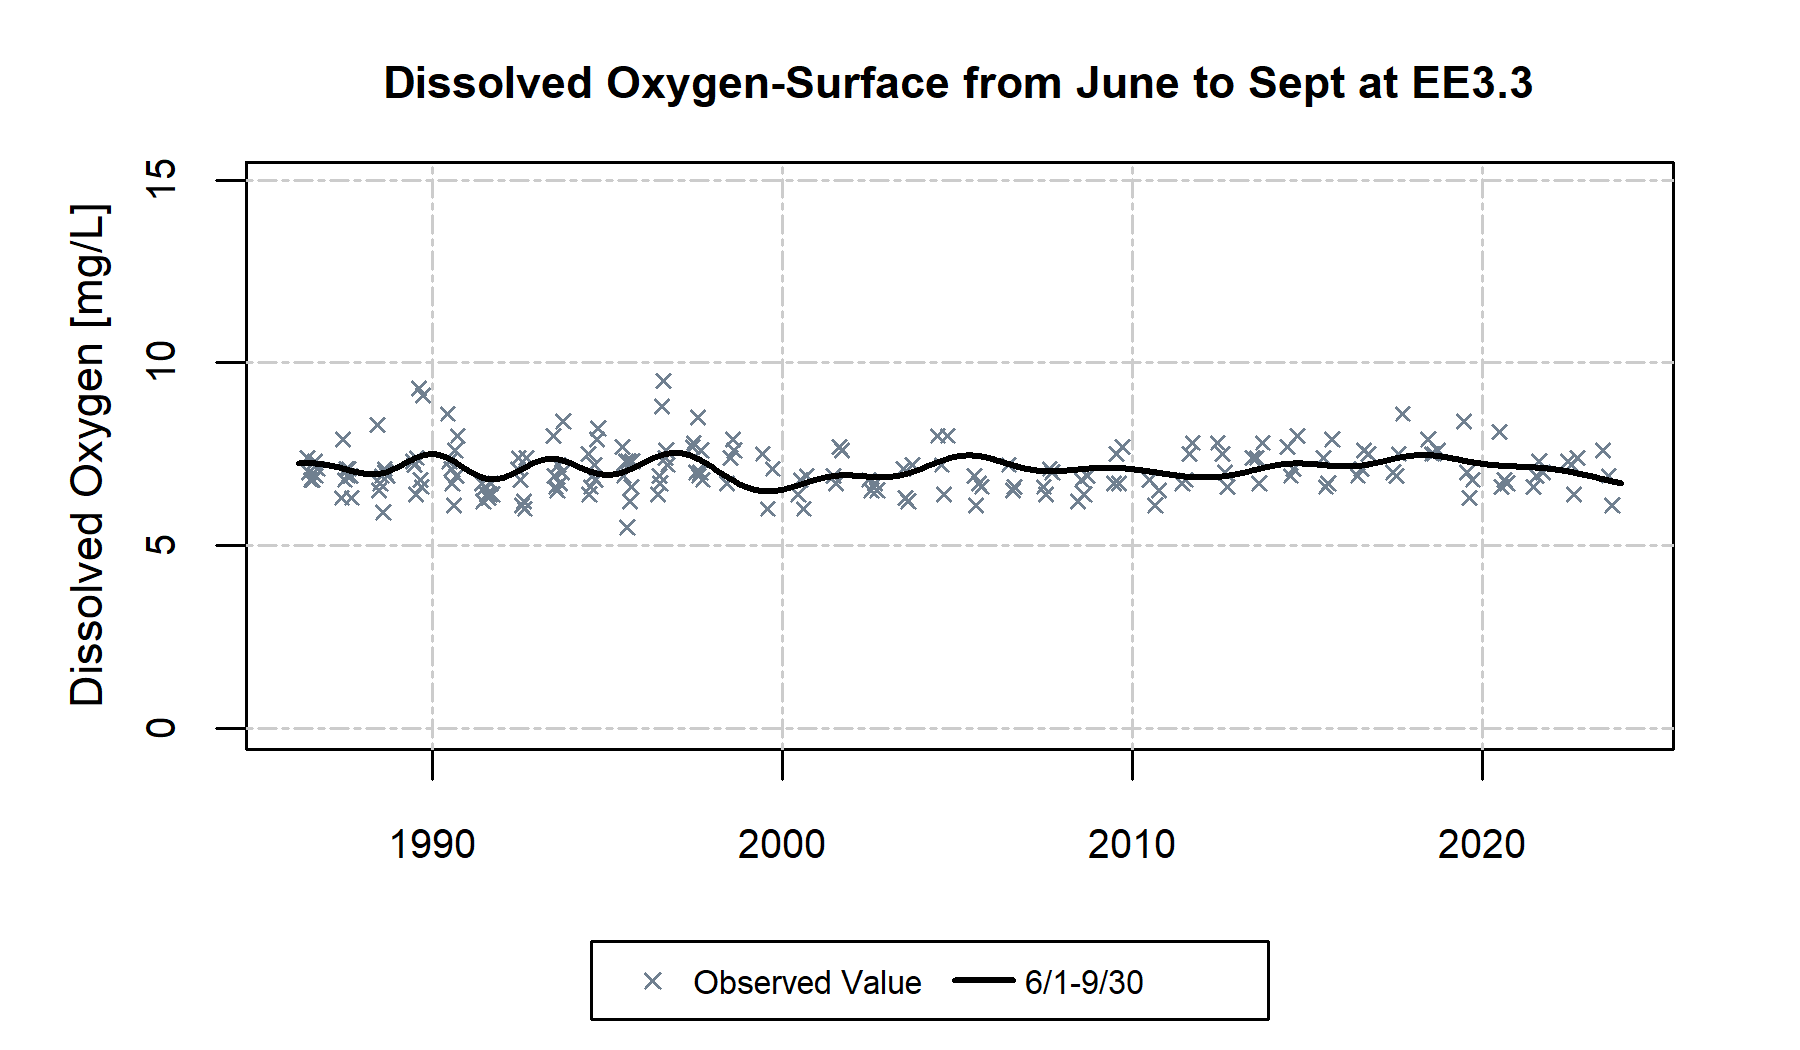 Dissolved Oxygen-Surface from June to Sept at EE3.3
Dissolved Oxygen [mg/L]
15
10
5
0
1990 2000 2010 2020
Observed Value 6/1-9/30